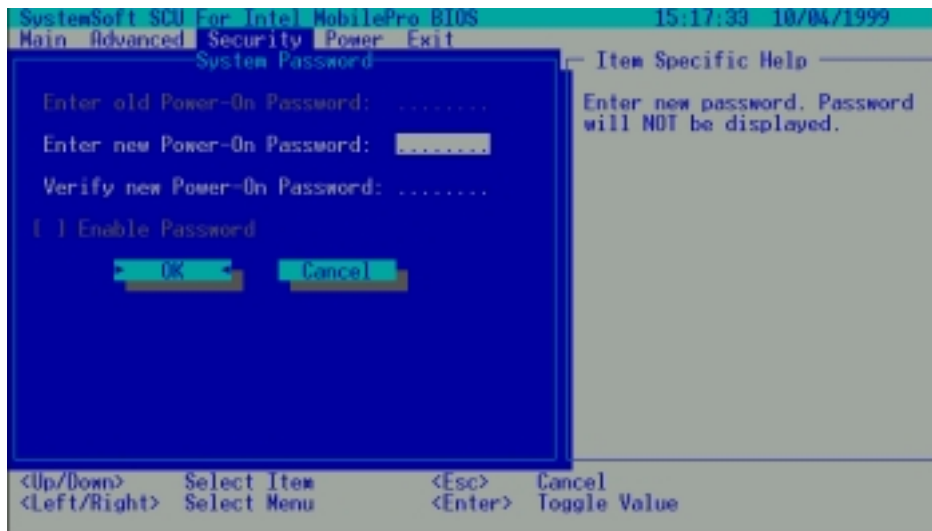 SystemSoft SCU For Intel MobilePro BIOS 15:17:33 10/04/1999
Main Advanced Security Power Exit
System Password
Enter old Power-On Password: ........
Enter new Power-On Password: ........
Verify new Power-On Password: ........
[ ] Enable Password
OK Cancel
Item Specific Help
Enter new password. Password
will NOT be displayed.
<Up/Down> Select Item <Esc> Cancel
<Left/Right> Select Menu <Enter> Toggle Value